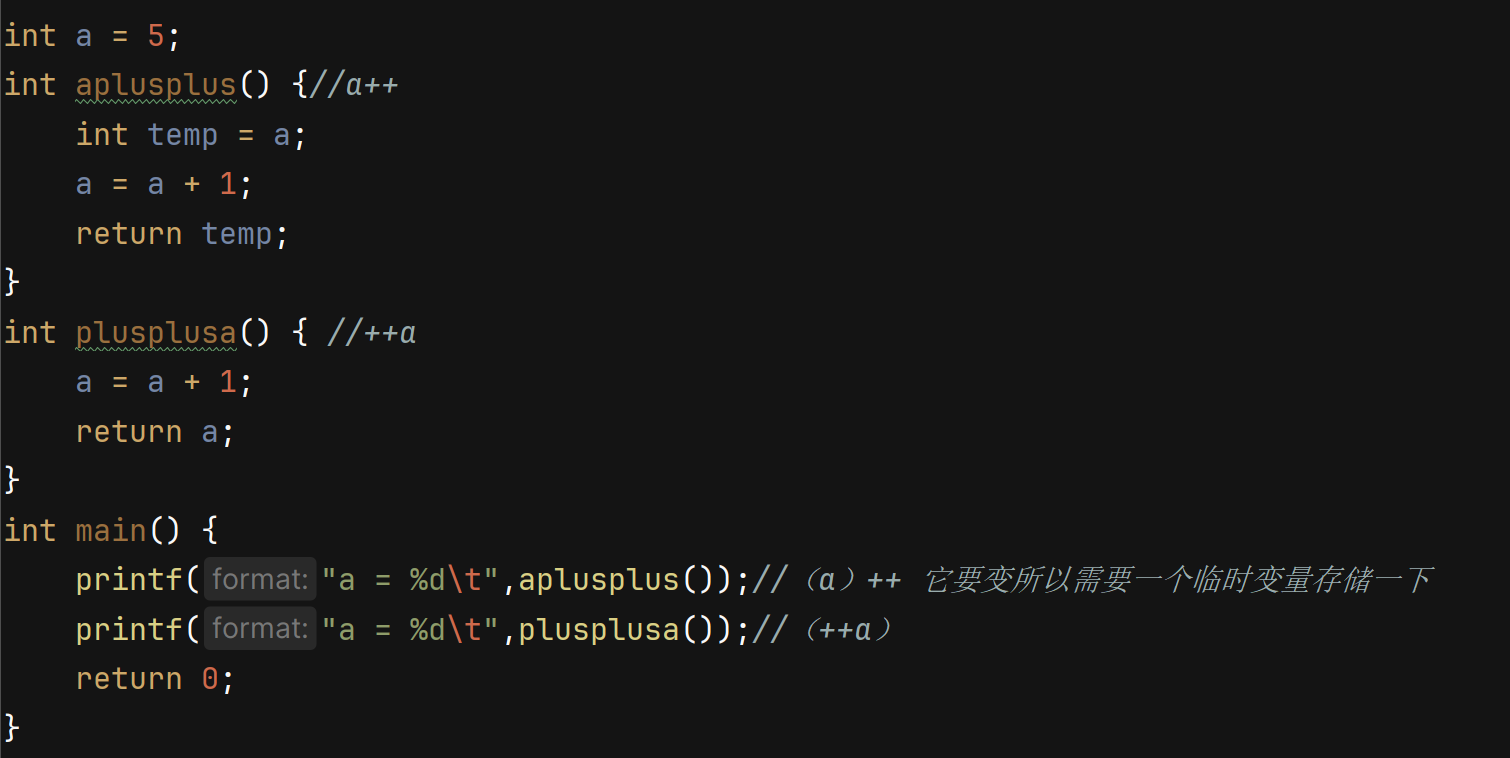 int a = 5;
int aplusplus() {//a++
    int temp = a;
    a = a + 1;
    return temp;
}
int plusplusa() { //++a
    a = a + 1;
    return a;
}
int main() {
    printf(format:"a = %d\t",aplusplus());//（a）++ 它要变所以需要一个临时变量存储一下
    printf(format:"a = %d\t",plusplusa());//（++a）
    return 0;
}